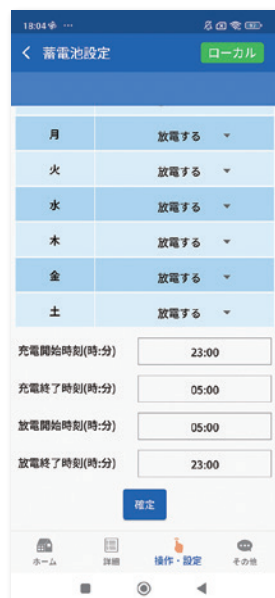 18:04
蓄電池設定
ローカル
月 放電する
火 放電する
水 放電する
木 放電する
金 放電する
土 放電する
充電開始時刻(時:分) 23:00
充電終了時刻(時:分) 05:00
放電開始時刻(時:分) 05:00
放電終了時刻(時:分) 23:00
確定
ホーム 詳細 操作・設定 その他